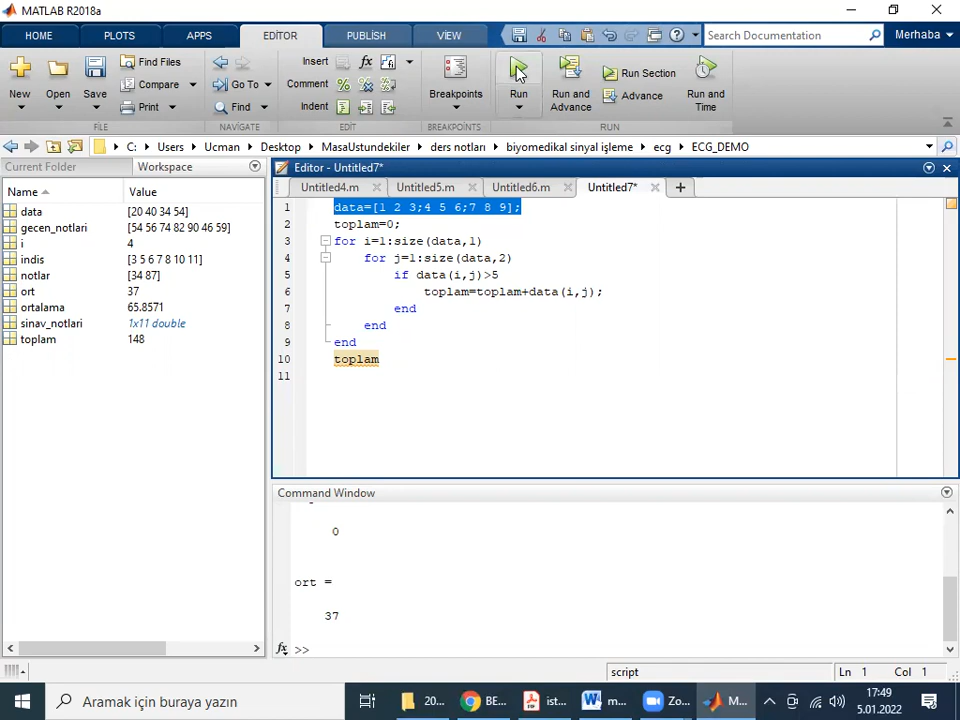 MATLAB R2018a
HOME PLOTS APPS EDITOR PUBLISH VIEW Search Documentation Merhaba
New Open Save Find Files Compare Print Go To Find Insert fx Comment % Indent Breakpoints Run Run and Advance Run Section Advance Run and Time
FILE NAVIGATE EDIT BREAKPOINTS RUN
C: Users Ucman Desktop MasaUstundekiler ders notları biyomedikal sinyal işleme ecg ECG_DEMO
Current Folder Workspace
Name Value
data [20 40 34 54]
gecen_notlari [54 56 74 82 90 46 59]
i 4
indis [3 5 6 7 8 10 11]
notlar [34 87]
ort 37
ortalama 65.8571
sinav_notlari 1x11 double
toplam 148
Editor - Untitled7*
Untitled4.m Untitled5.m Untitled6.m Untitled7* +
1 data=[1 2 3;4 5 6;7 8 9];
2 toplam=0;
3 for i=1:size(data,1)
4 for j=1:size(data,2)
5 if data(i,j)>5
6 toplam=toplam+data(i,j);
7 end
8 end
9 end
10 toplam
11
Command Window
0
ort =
37
fx >>
script Ln 1 Col 1
Aramak için buraya yazın 20... BE... ist... m... Zo... M... 17:49
5.01.2022